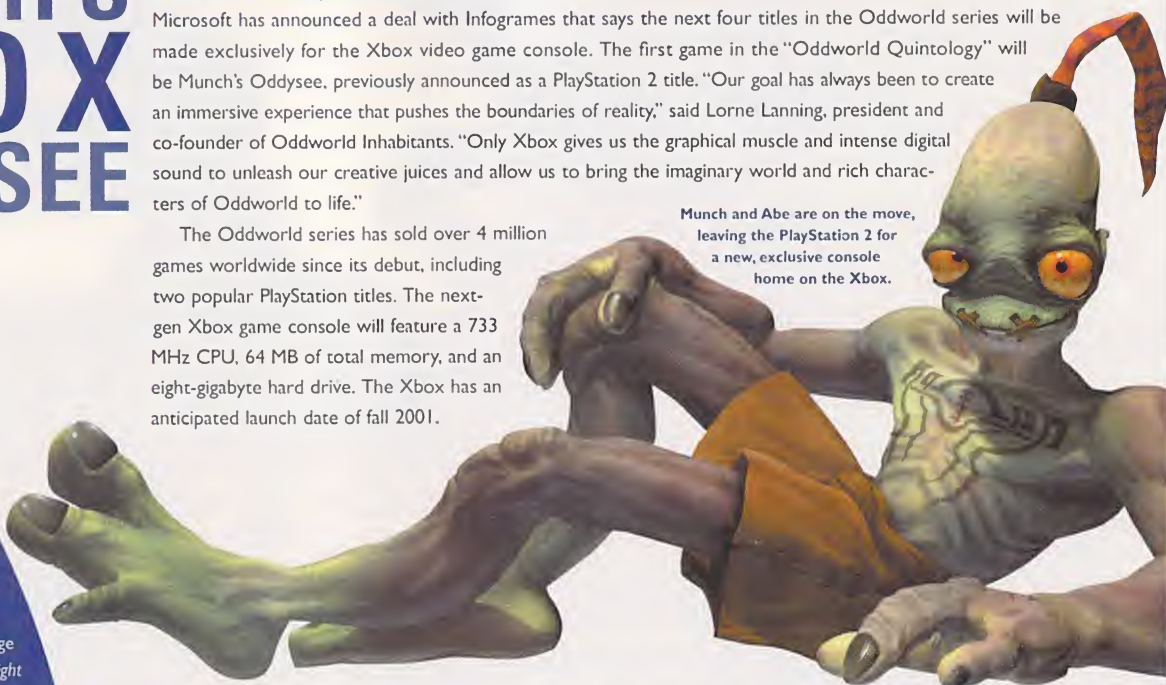 OX
SEE
Microsoft has announced a deal with Infogrames that says the next four titles in the Oddworld series will be
made exclusively for the Xbox video game console. The first game in the “Oddworld Quintology” will
be Munch’s Oddysee, previously announced as a PlayStation 2 title. “Our goal has always been to create
an immersive experience that pushes the boundaries of reality,” said Lorne Lanning, president and
co-founder of Oddworld Inhabitants. “Only Xbox gives us the graphical muscle and intense digital
sound to unleash our creative juices and allow us to bring the imaginary world and rich charac-
ters of Oddworld to life.”
The Oddworld series has sold over 4 million
games worldwide since its debut, including
two popular PlayStation titles. The next-
gen Xbox game console will feature a 733
MHz CPU, 64 MB of total memory, and an
eight-gigabyte hard drive. The Xbox has an
anticipated launch date of fall 2001.
Munch and Abe are on the move,
leaving the PlayStation 2 for
a new, exclusive console
home on the Xbox.
ge
ght